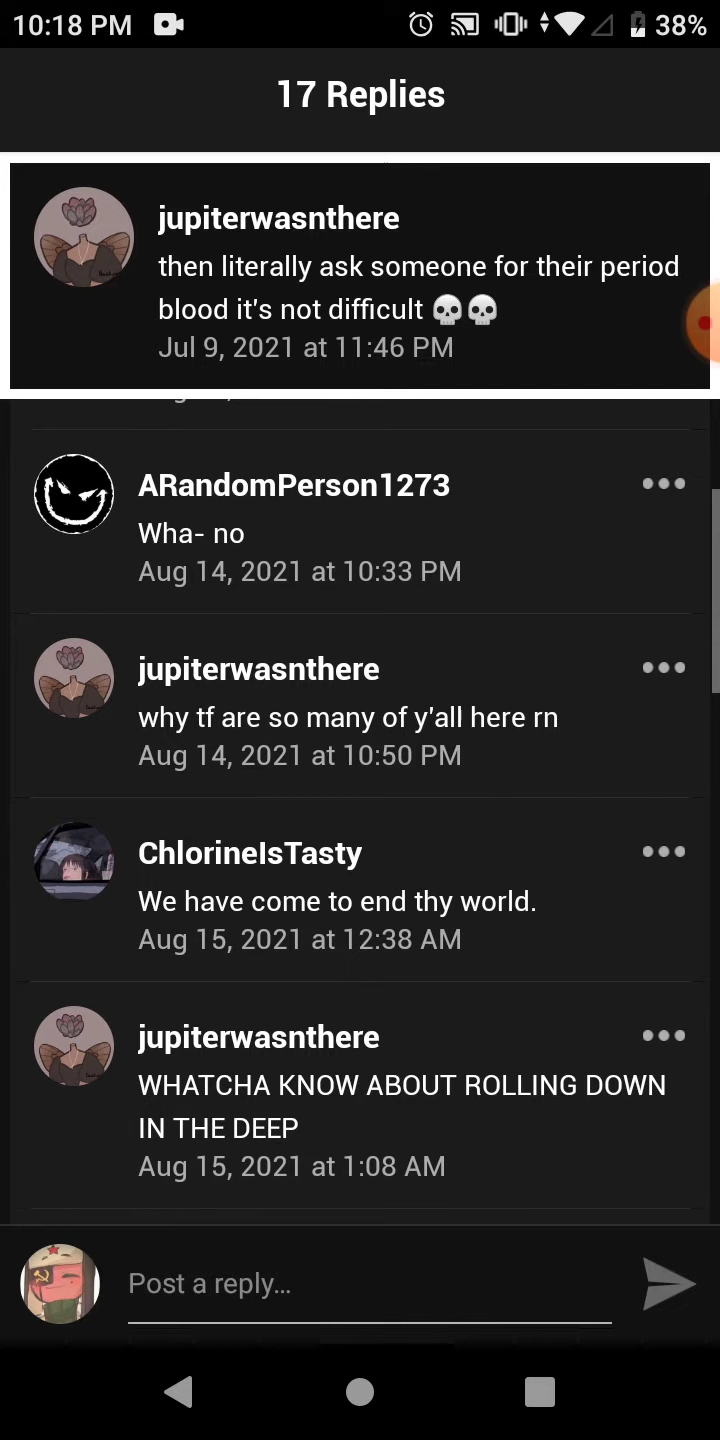 10:18 PM
38%
17 Replies
jupiterwasnthere
then literally ask someone for their period
blood it's not difficult 💀💀
Jul 9, 2021 at 11:46 PM
ARandomPerson1273
Wha- no
Aug 14, 2021 at 10:33 PM
jupiterwasnthere
why tf are so many of y'all here rn
Aug 14, 2021 at 10:50 PM
ChlorineIsTasty
We have come to end thy world.
Aug 15, 2021 at 12:38 AM
jupiterwasnthere
WHATCHA KNOW ABOUT ROLLING DOWN
IN THE DEEP
Aug 15, 2021 at 1:08 AM
Post a reply...